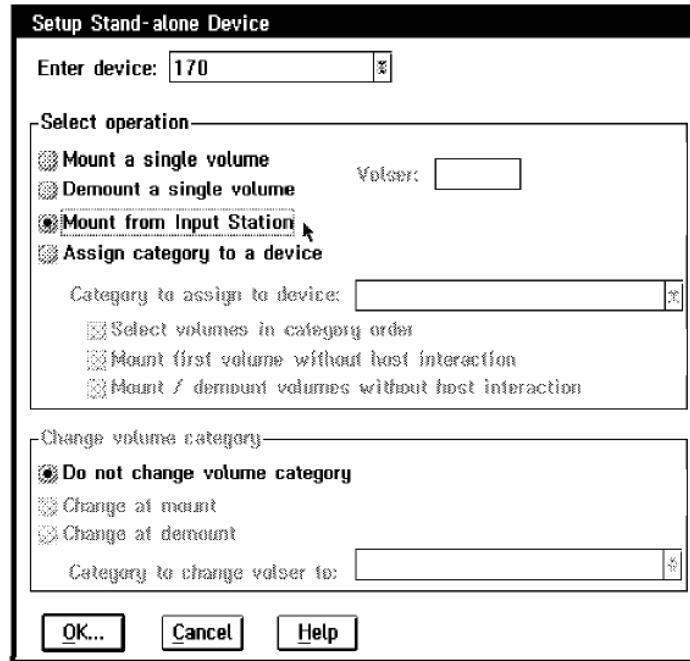 Setup Stand-alone Device
Enter device: 170
Select operation
Mount a single volume
Volser:
Demount a single volume
Mount from Input Station
Assign category to a device
Category to assign to device:
Select volumes in category order
Mount first volume without host interaction
Mount / demount volumes without host interaction
Change volume category
Do not change volume category
Change at mount
Change at demount
Category to change volser to:
OK... Cancel Help